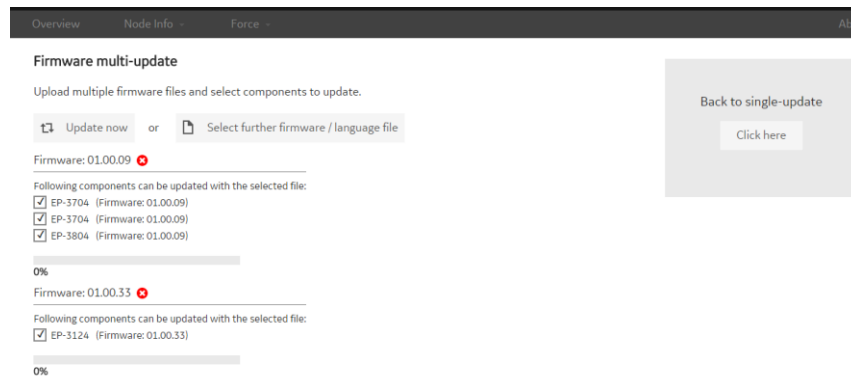 Overview Node Info - Force - Ab
Firmware multi-update
Upload multiple firmware files and select components to update.
Back to single-update
Update now or Select further firmware / language file
Click here
Firmware: 01.00.09
Following components can be updated with the selected file:
EP-3704 (Firmware: 01.00.09)
EP-3704 (Firmware: 01.00.09)
EP-3804 (Firmware: 01.00.09)
0%
Firmware: 01.00.33
Following components can be updated with the selected file:
EP-3124 (Firmware: 01.00.33)
0%